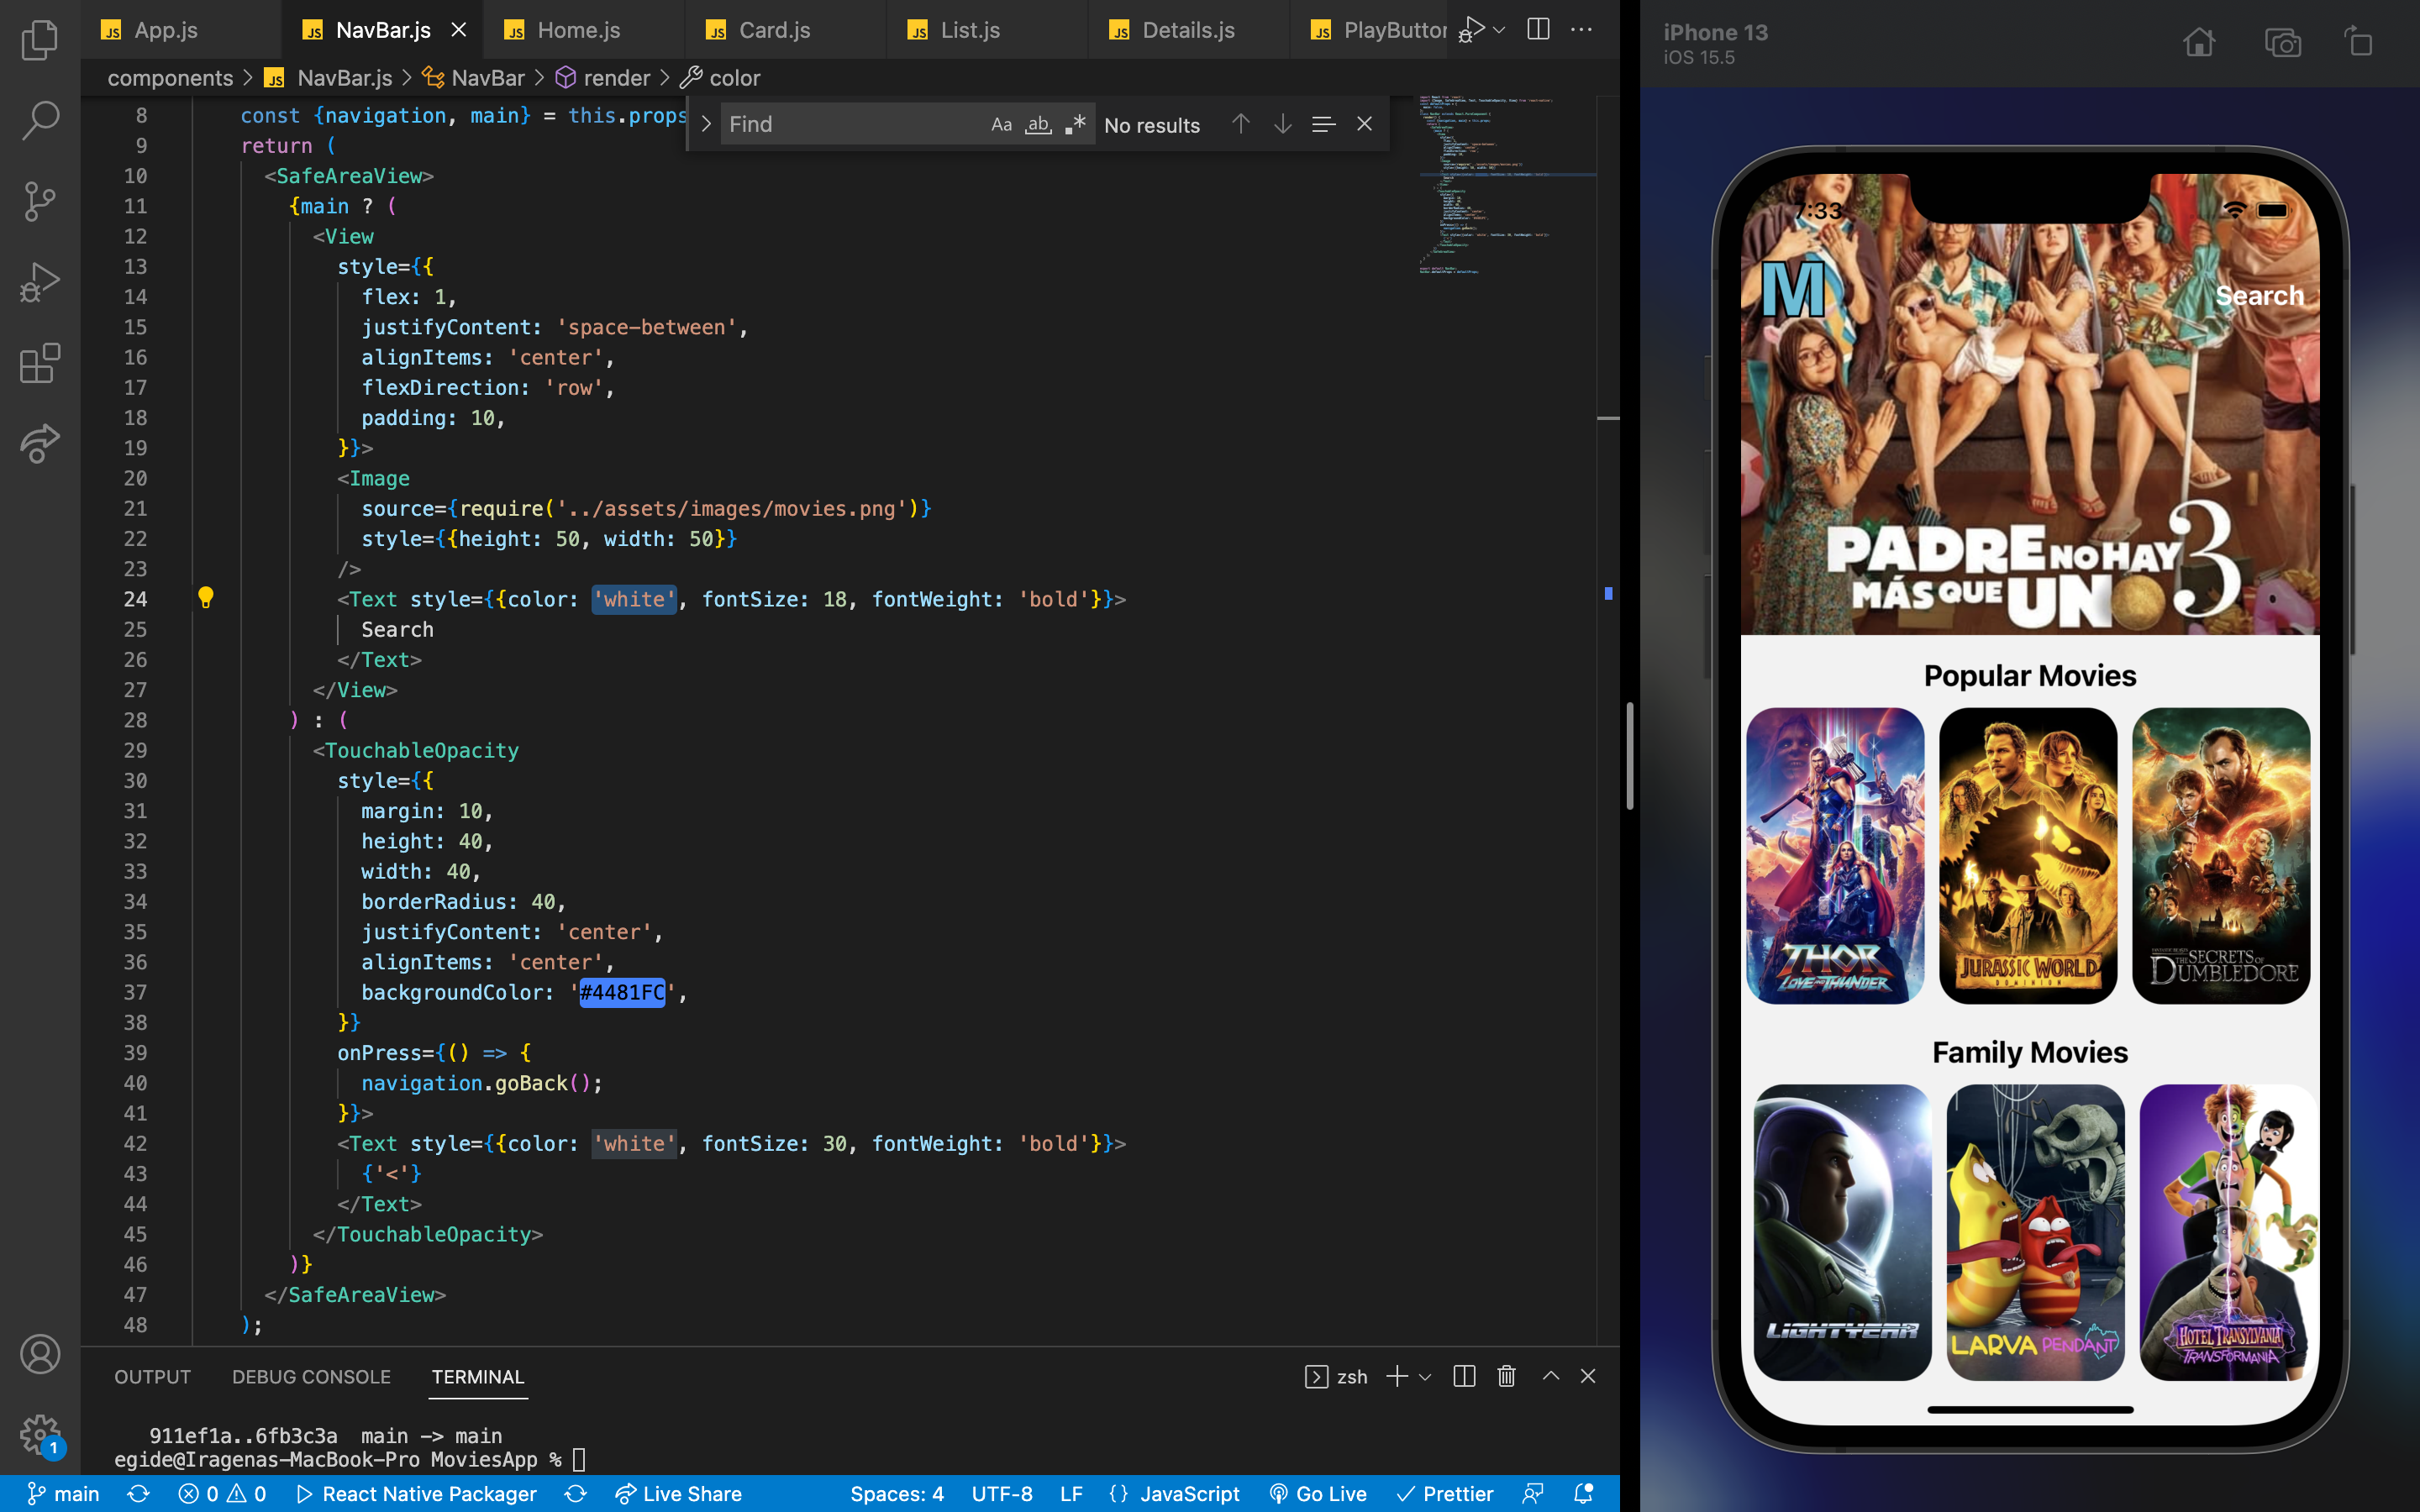 App.js
NavBar.js
Home.js
Card.js
List.js
Details.js
PlayButton
components > NavBar.js > NavBar > render > color
Find
Aa
ab
No results
8 const {navigation, main} = this.props
9 return (
10 <SafeAreaView>
11 {main ? (
12 <View
13 style={{
14 flex: 1,
15 justifyContent: 'space-between',
16 alignItems: 'center',
17 flexDirection: 'row',
18 padding: 10,
19 }}>
20 <Image
21 source={require('../assets/images/movies.png')}
22 style={{height: 50, width: 50}}
23 />
24 <Text style={{color: 'white', fontSize: 18, fontWeight: 'bold'}}>
25 Search
26 </Text>
27 </View>
28 ) : (
29 <TouchableOpacity
30 style={{
31 margin: 10,
32 height: 40,
33 width: 40,
34 borderRadius: 40,
35 justifyContent: 'center',
36 alignItems: 'center',
37 backgroundColor: '#4481FC',
38 }}
39 onPress={() => {
40 navigation.goBack();
41 }}>
42 <Text style={{color: 'white', fontSize: 30, fontWeight: 'bold'}}>
43 {'<'}
44 </Text>
45 </TouchableOpacity>
46 )}
47 </SafeAreaView>
48 );
OUTPUT
DEBUG CONSOLE
TERMINAL
zsh
911ef1a..6fb3c3a main -> main
egide@Iragenas-MacBook-Pro MoviesApp %
1
main
0
0
React Native Packager
Live Share
Spaces: 4
UTF-8
LF
{ } JavaScript
Go Live
Prettier
iPhone 13
iOS 15.5
7:33
M
Search
PADRE NO HAY
MÁS QUE UNO 3
Popular Movies
THOR
LOVE AND THUNDER
JURASSIC WORLD
DOMINION
THE SECRETS OF
DUMBLEDORE
Family Movies
LIGHTYEAR
LARVA PENDANT
HOTEL TRANSYLVANIA
TRANSFORMANIA